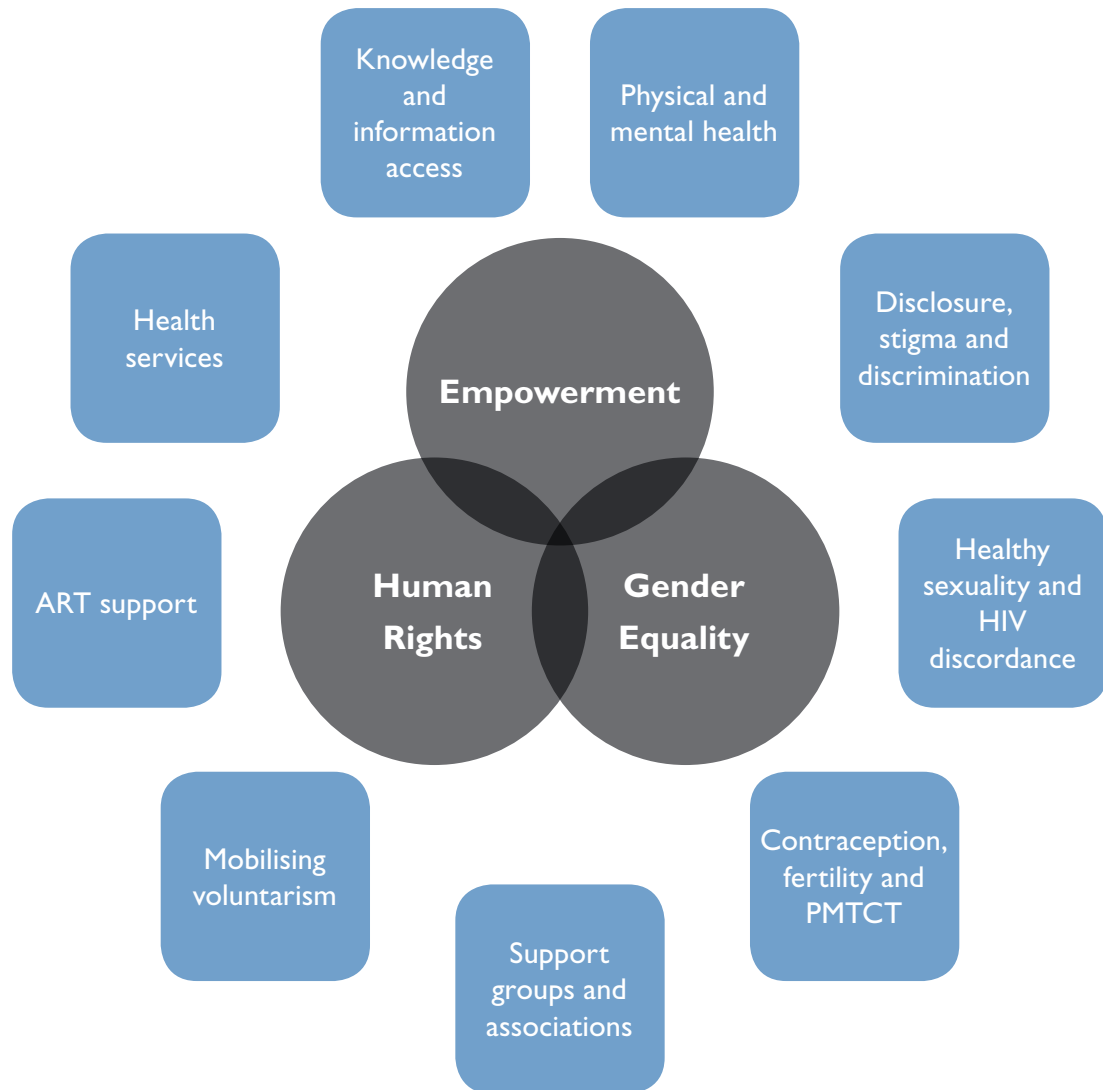 Knowledge
and
information
access
Physical and
mental health
Health
services
Disclosure,
stigma and
discrimination
Empowerment
ART support
Human
Rights
Gender
Equality
Healthy
sexuality and
HIV
discordance
Mobilising
voluntarism
Contraception,
fertility and
PMTCT
Support
groups and
associations